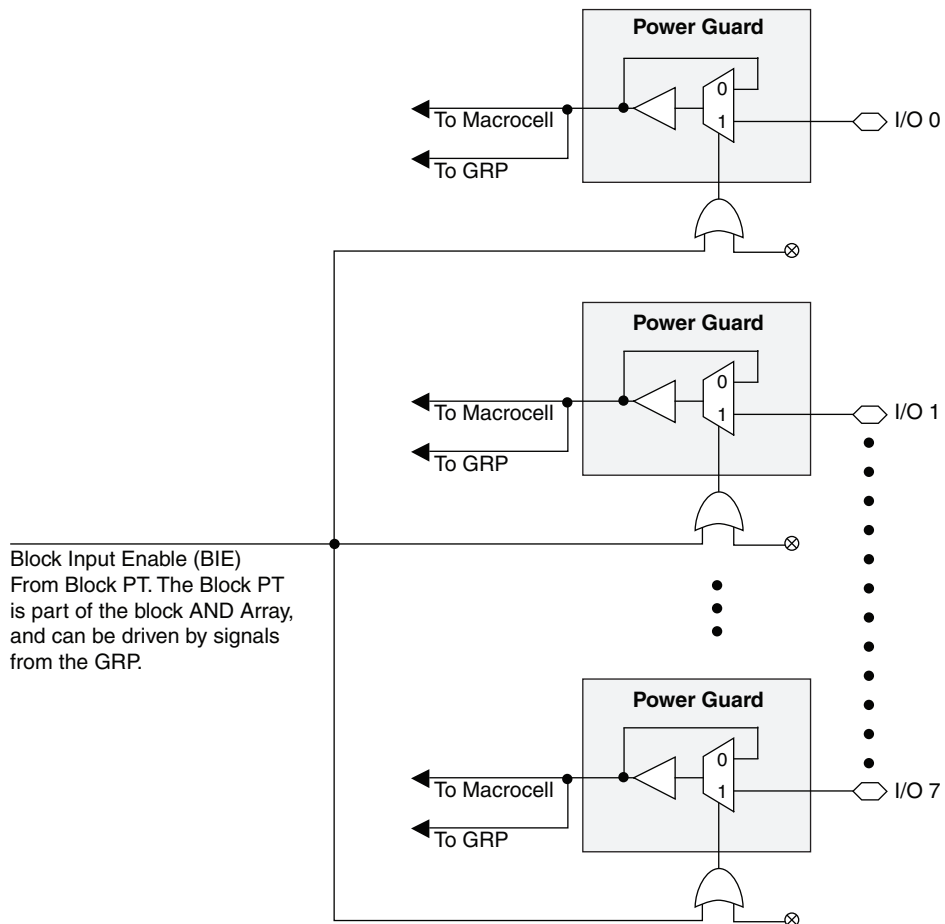 Power Guard
0
1
To Macrocell
To GRP
I/O 0
Power Guard
0
1
To Macrocell
To GRP
I/O 1
Block Input Enable (BIE)
From Block PT. The Block PT
is part of the block AND Array,
and can be driven by signals
from the GRP.
Power Guard
0
1
To Macrocell
To GRP
I/O 7